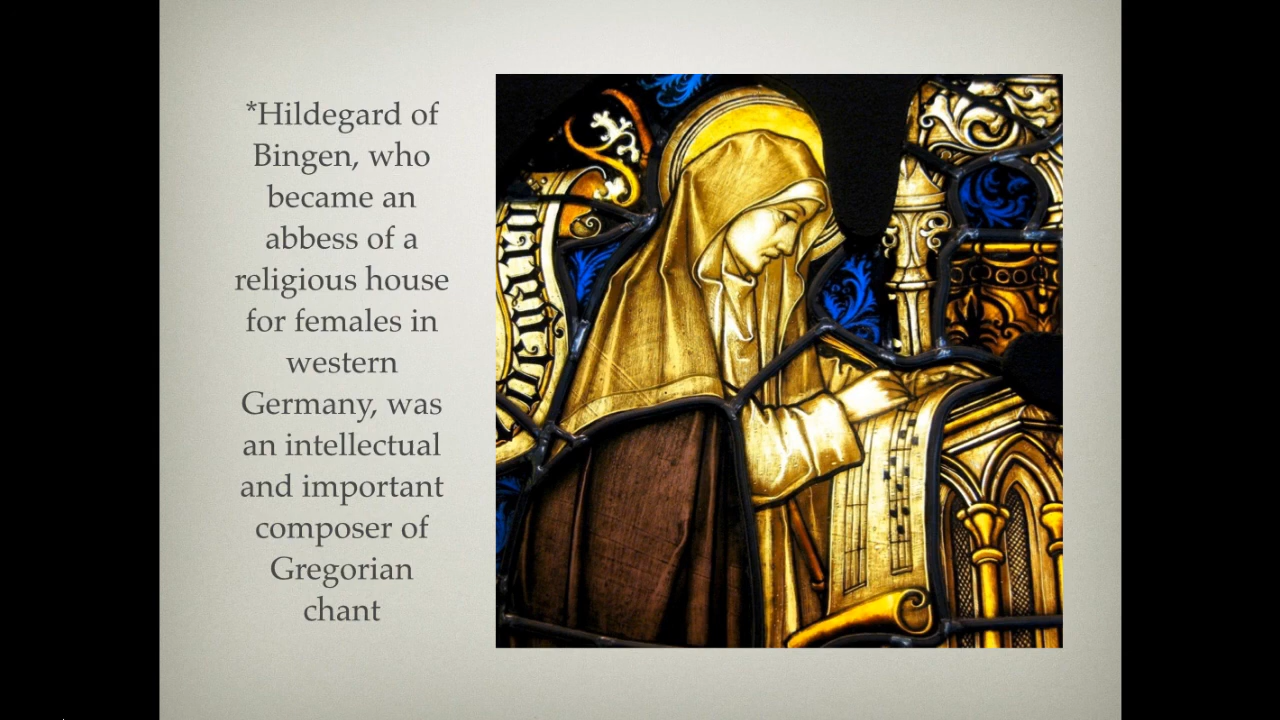 *Hildegard of
Bingen, who
became an
abbess of a
religious house
for females in
western
Germany, was
an intellectual
and important
composer of
Gregorian
chant